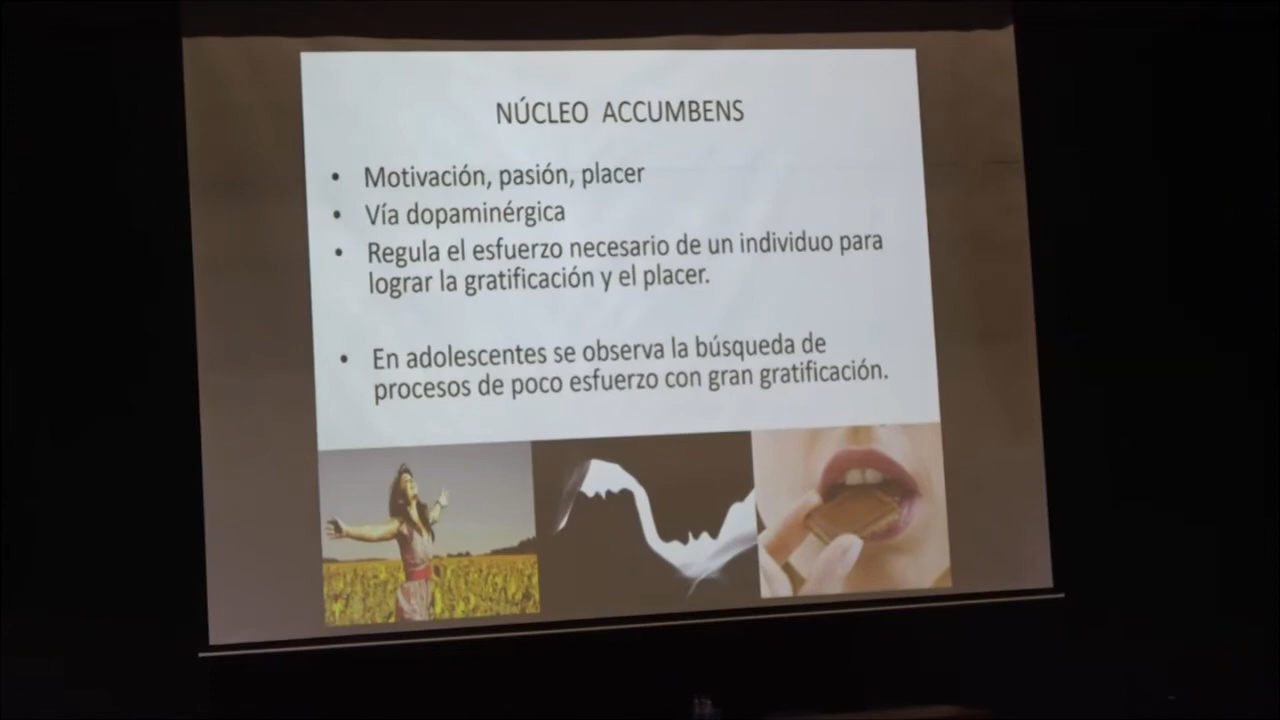 NÚCLEO ACCUMBENS
• Motivación, pasión, placer
• Vía dopaminérgica
• Regula el esfuerzo necesario de un individuo para
lograr la gratificación y el placer.
• En adolescentes se observa la búsqueda de
procesos de poco esfuerzo con gran gratificación.